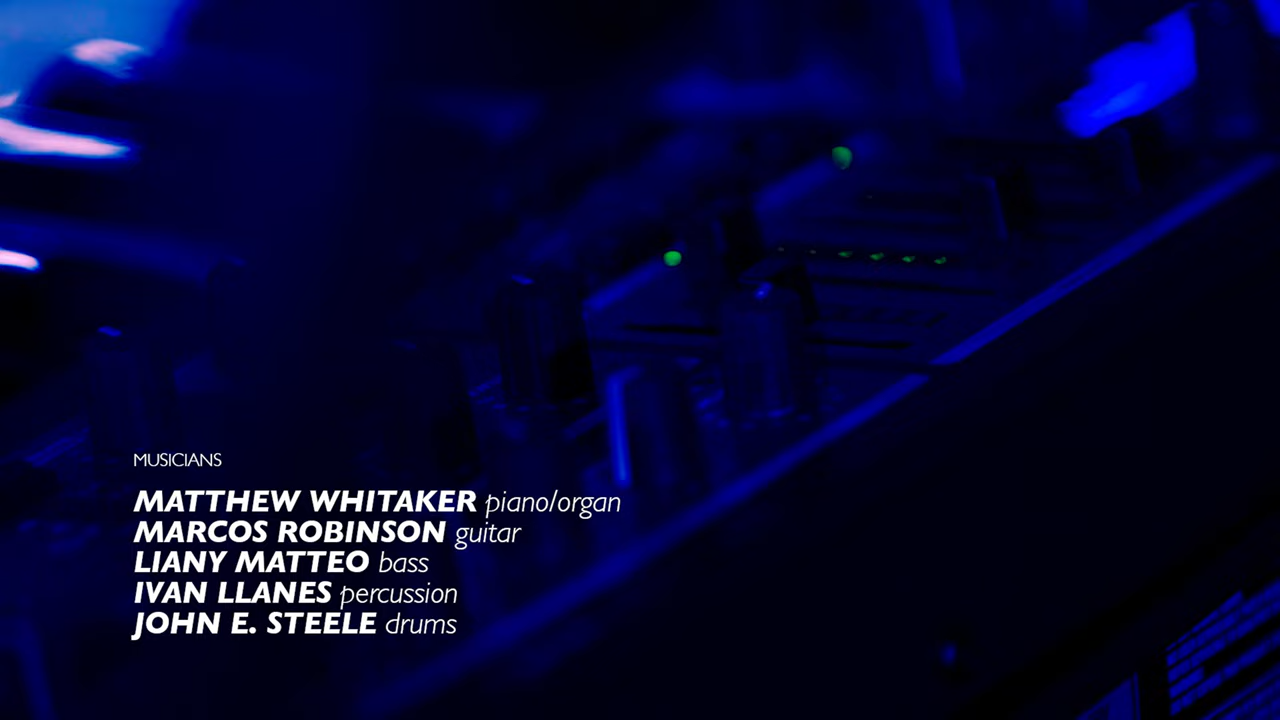 MUSICIANS
MATTHEW WHITAKER piano/organ
MARCOS ROBINSON guitar
LIANY MATTEO bass
IVAN LLANES percussion
JOHN E. STEELE drums